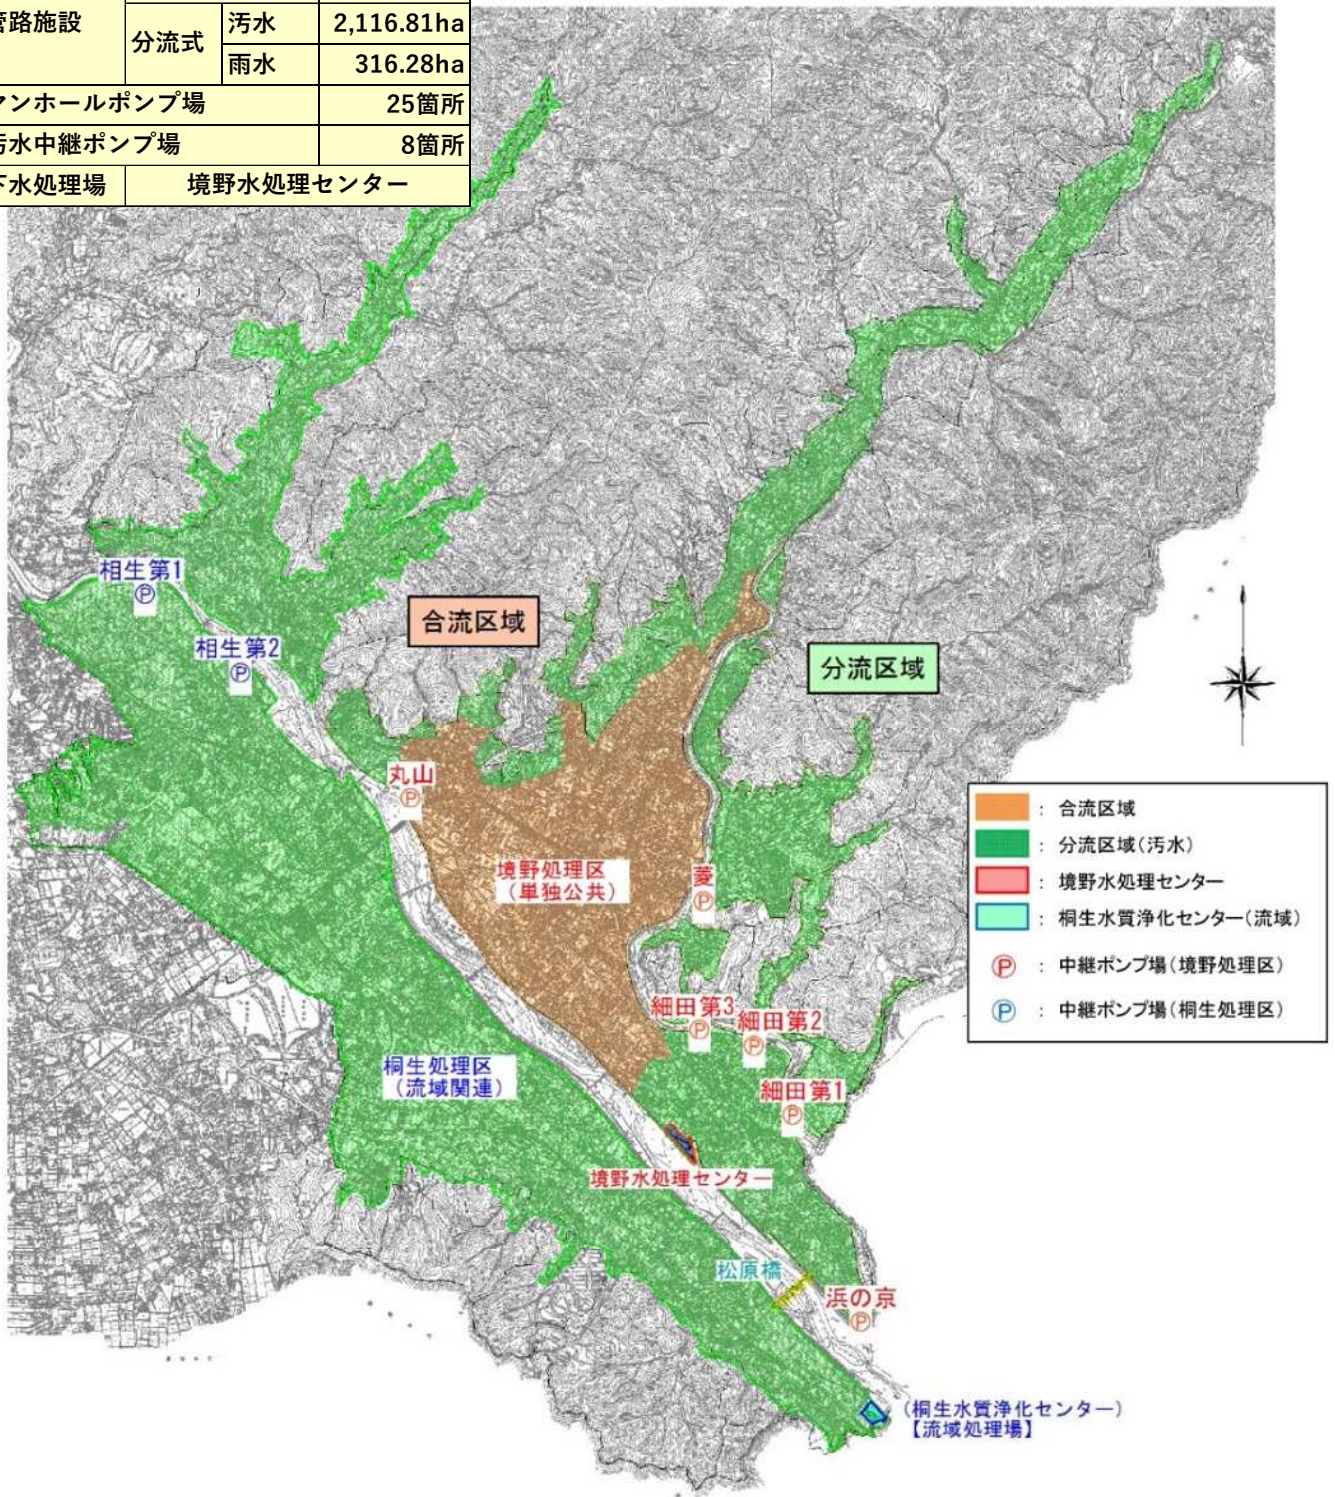 管路施設
分流式
汚水
2,116.81ha
雨水
316.28ha
マンホールポンプ場
25箇所
汚水中継ポンプ場
8箇所
下水処理場
境野水処理センター
相生第1
Ⓟ
相生第2
Ⓟ
合流区域
分流区域
丸山
Ⓟ
境野処理区
(単独公共)
菱
Ⓟ
細田第3
Ⓟ
細田第2
Ⓟ
細田第1
Ⓟ
桐生処理区
(流域関連)
境野水処理センター
松原橋
浜の京
Ⓟ
(桐生水質浄化センター)
【流域処理場】
: 合流区域
: 分流区域(汚水)
: 境野水処理センター
: 桐生水質浄化センター(流域)
Ⓟ : 中継ポンプ場(境野処理区)
Ⓟ : 中継ポンプ場(桐生処理区)